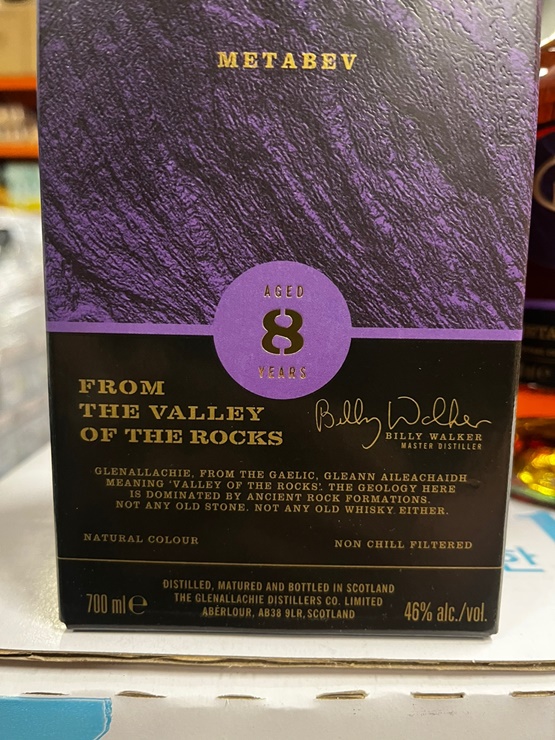 METABEV
AGED
8
YEARS
FROM
THE VALLEY
OF THE ROCKS
Billy Walker
BILLY WALKER
MASTER DISTILLER
GLENALLACHIE, FROM THE GAELIC, GLEANN AILEACHAIDH
MEANING 'VALLEY OF THE ROCKS'. THE GEOLOGY HERE
IS DOMINATED BY ANCIENT ROCK FORMATIONS.
NOT ANY OLD STONE. NOT ANY OLD WHISKY EITHER.
NATURAL COLOUR
NON CHILL FILTERED
DISTILLED, MATURED AND BOTTLED IN SCOTLAND
THE GLENALLACHIE DISTILLERS CO. LIMITED
ABERLOUR, AB38 9LR, SCOTLAND
700 ml e
46% alc./vol.
META